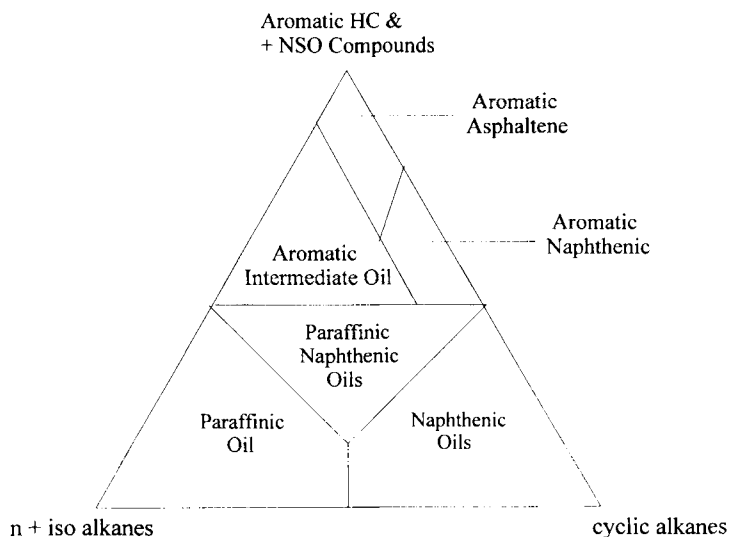 Aromatic HC &
+ NSO Compounds
Aromatic
Asphaltene
Aromatic
Naphthenic
Aromatic
Intermediate Oil
Paraffinic
Naphthenic
Oils
Paraffinic
Oil
Naphthenic
Oils
n + iso alkanes
cyclic alkanes